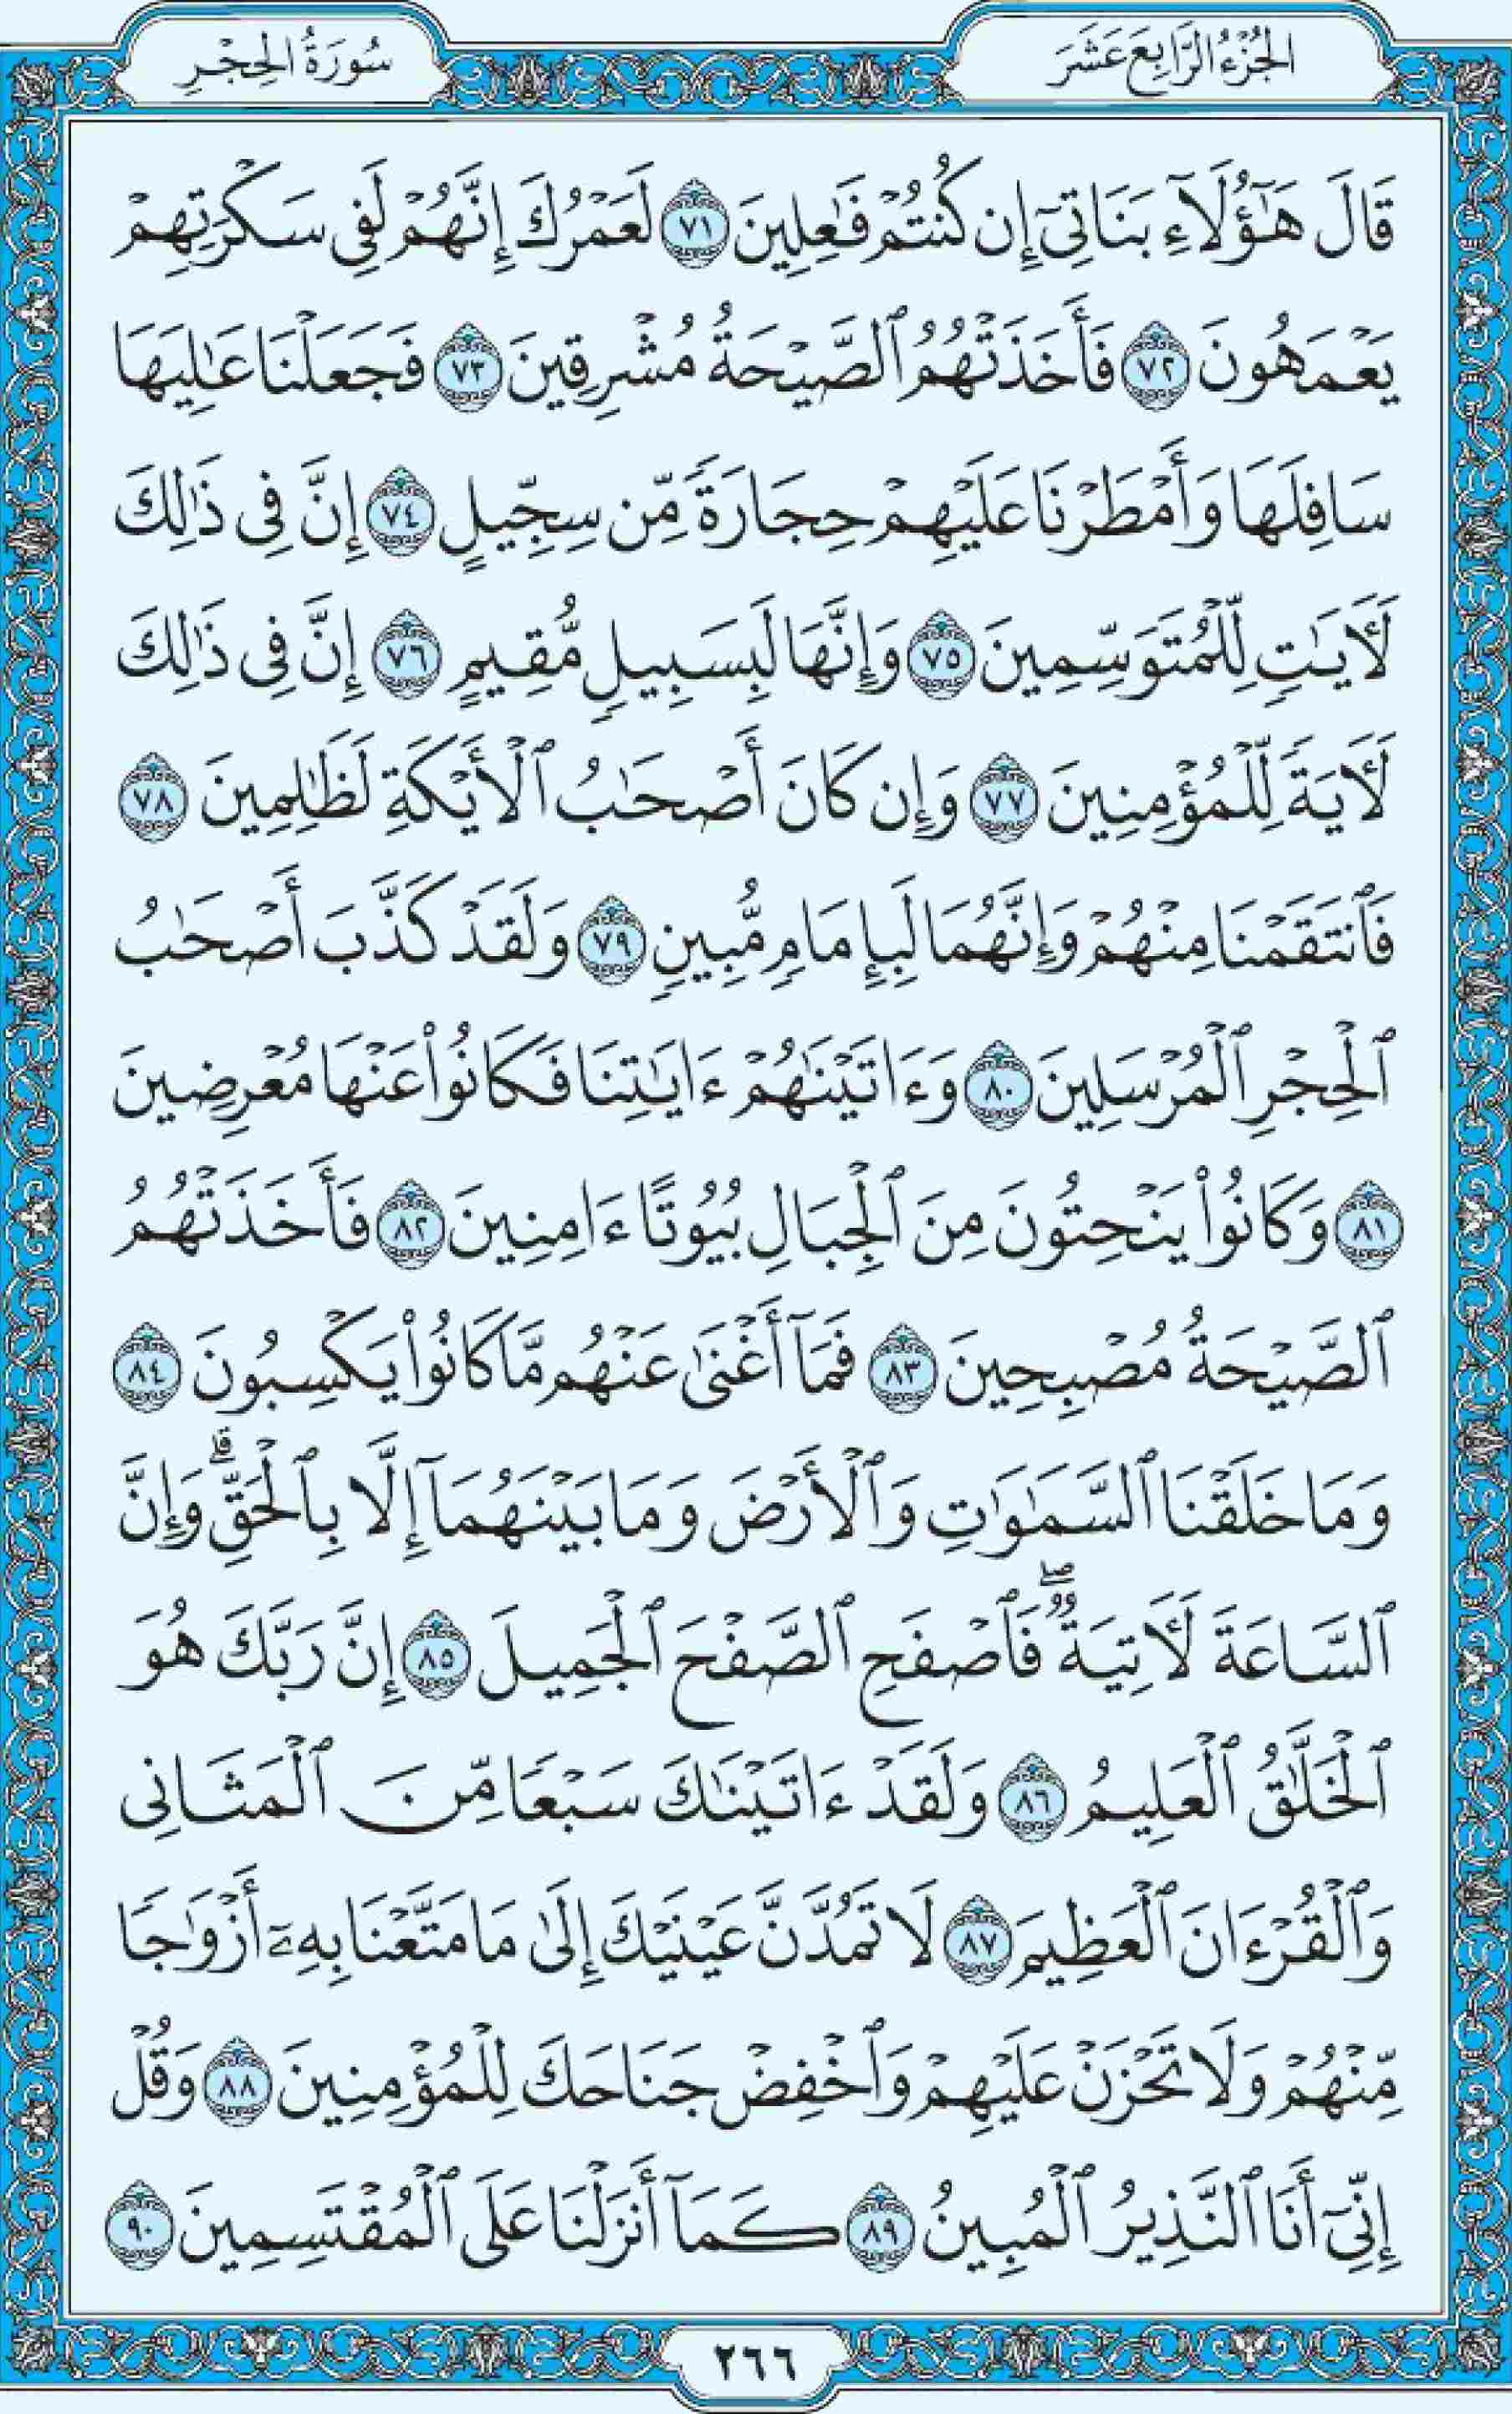 الجُزْءُ الرَّابِعَ عَشَرَ
سُورَةُ الحِجْرِ
قَالَ هَٰٓؤُلَآءِ بَنَاتِىٓ إِن كُنتُمْ فَٰعِلِينَ ٧١ لَعَمْرُكَ إِنَّهُمْ لَفِى سَكْرَتِهِمْ
يَعْمَهُونَ ٧٢ فَأَخَذَتْهُمُ ٱلصَّيْحَةُ مُشْرِقِينَ ٧٣ فَجَعَلْنَا عَٰلِيَهَا
سَافِلَهَا وَأَمْطَرْنَا عَلَيْهِمْ حِجَارَةً مِّن سِجِّيلٍ ٧٤ إِنَّ فِى ذَٰلِكَ
لَءَايَٰتٍ لِّلْمُتَوَسِّمِينَ ٧٥ وَإِنَّهَا لَبِسَبِيلٍ مُّقِيمٍ ٧٦ إِنَّ فِى ذَٰلِكَ
لَءَايَةً لِّلْمُؤْمِنِينَ ٧٧ وَإِن كَانَ أَصْحَٰبُ ٱلْأَيْكَةِ لَظَٰلِمِينَ ٧٨
فَٱنتَقَمْنَا مِنْهُمْ وَإِنَّهُمَا لَبِإِمَامٍ مُّبِينٍ ٧٩ وَلَقَدْ كَذَّبَ أَصْحَٰبُ
ٱلْحِجْرِ ٱلْمُرْسَلِينَ ٨٠ وَءَاتَيْنَٰهُمْ ءَايَٰتِنَا فَكَانُوا۟ عَنْهَا مُعْرِضِينَ
٨١ وَكَانُوا۟ يَنْحِتُونَ مِنَ ٱلْجِبَالِ بُيُوتًا ءَامِنِينَ ٨٢ فَأَخَذَتْهُمُ
ٱلصَّيْحَةُ مُصْبِحِينَ ٨٣ فَمَآ أَغْنَىٰ عَنْهُم مَّا كَانُوا۟ يَكْسِبُونَ ٨٤
وَمَا خَلَقْنَا ٱلسَّمَٰوَٰتِ وَٱلْأَرْضَ وَمَا بَيْنَهُمَآ إِلَّا بِٱلْحَقِّ ۗ وَإِنَّ
ٱلسَّاعَةَ لَءَاتِيَةٌ ۖ فَٱصْفَحِ ٱلصَّفْحَ ٱلْجَمِيلَ ٨٥ إِنَّ رَبَّكَ هُوَ
ٱلْخَلَّٰقُ ٱلْعَلِيمُ ٨٦ وَلَقَدْ ءَاتَيْنَٰكَ سَبْعًا مِّنَ ٱلْمَثَانِى
وَٱلْقُرْءَانَ ٱلْعَظِيمَ ٨٧ لَا تَمُدَّنَّ عَيْنَيْكَ إِلَىٰ مَا مَتَّعْنَا بِهِۦٓ أَزْوَٰجًا
مِّنْهُمْ وَلَا تَحْزَنْ عَلَيْهِمْ وَٱخْفِضْ جَنَاحَكَ لِلْمُؤْمِنِينَ ٨٨ وَقُلْ
إِنِّىٓ أَنَا ٱلنَّذِيرُ ٱلْمُبِينُ ٨٩ كَمَآ أَنزَلْنَا عَلَى ٱلْمُقْتَسِمِينَ ٩٠
٢٦٦